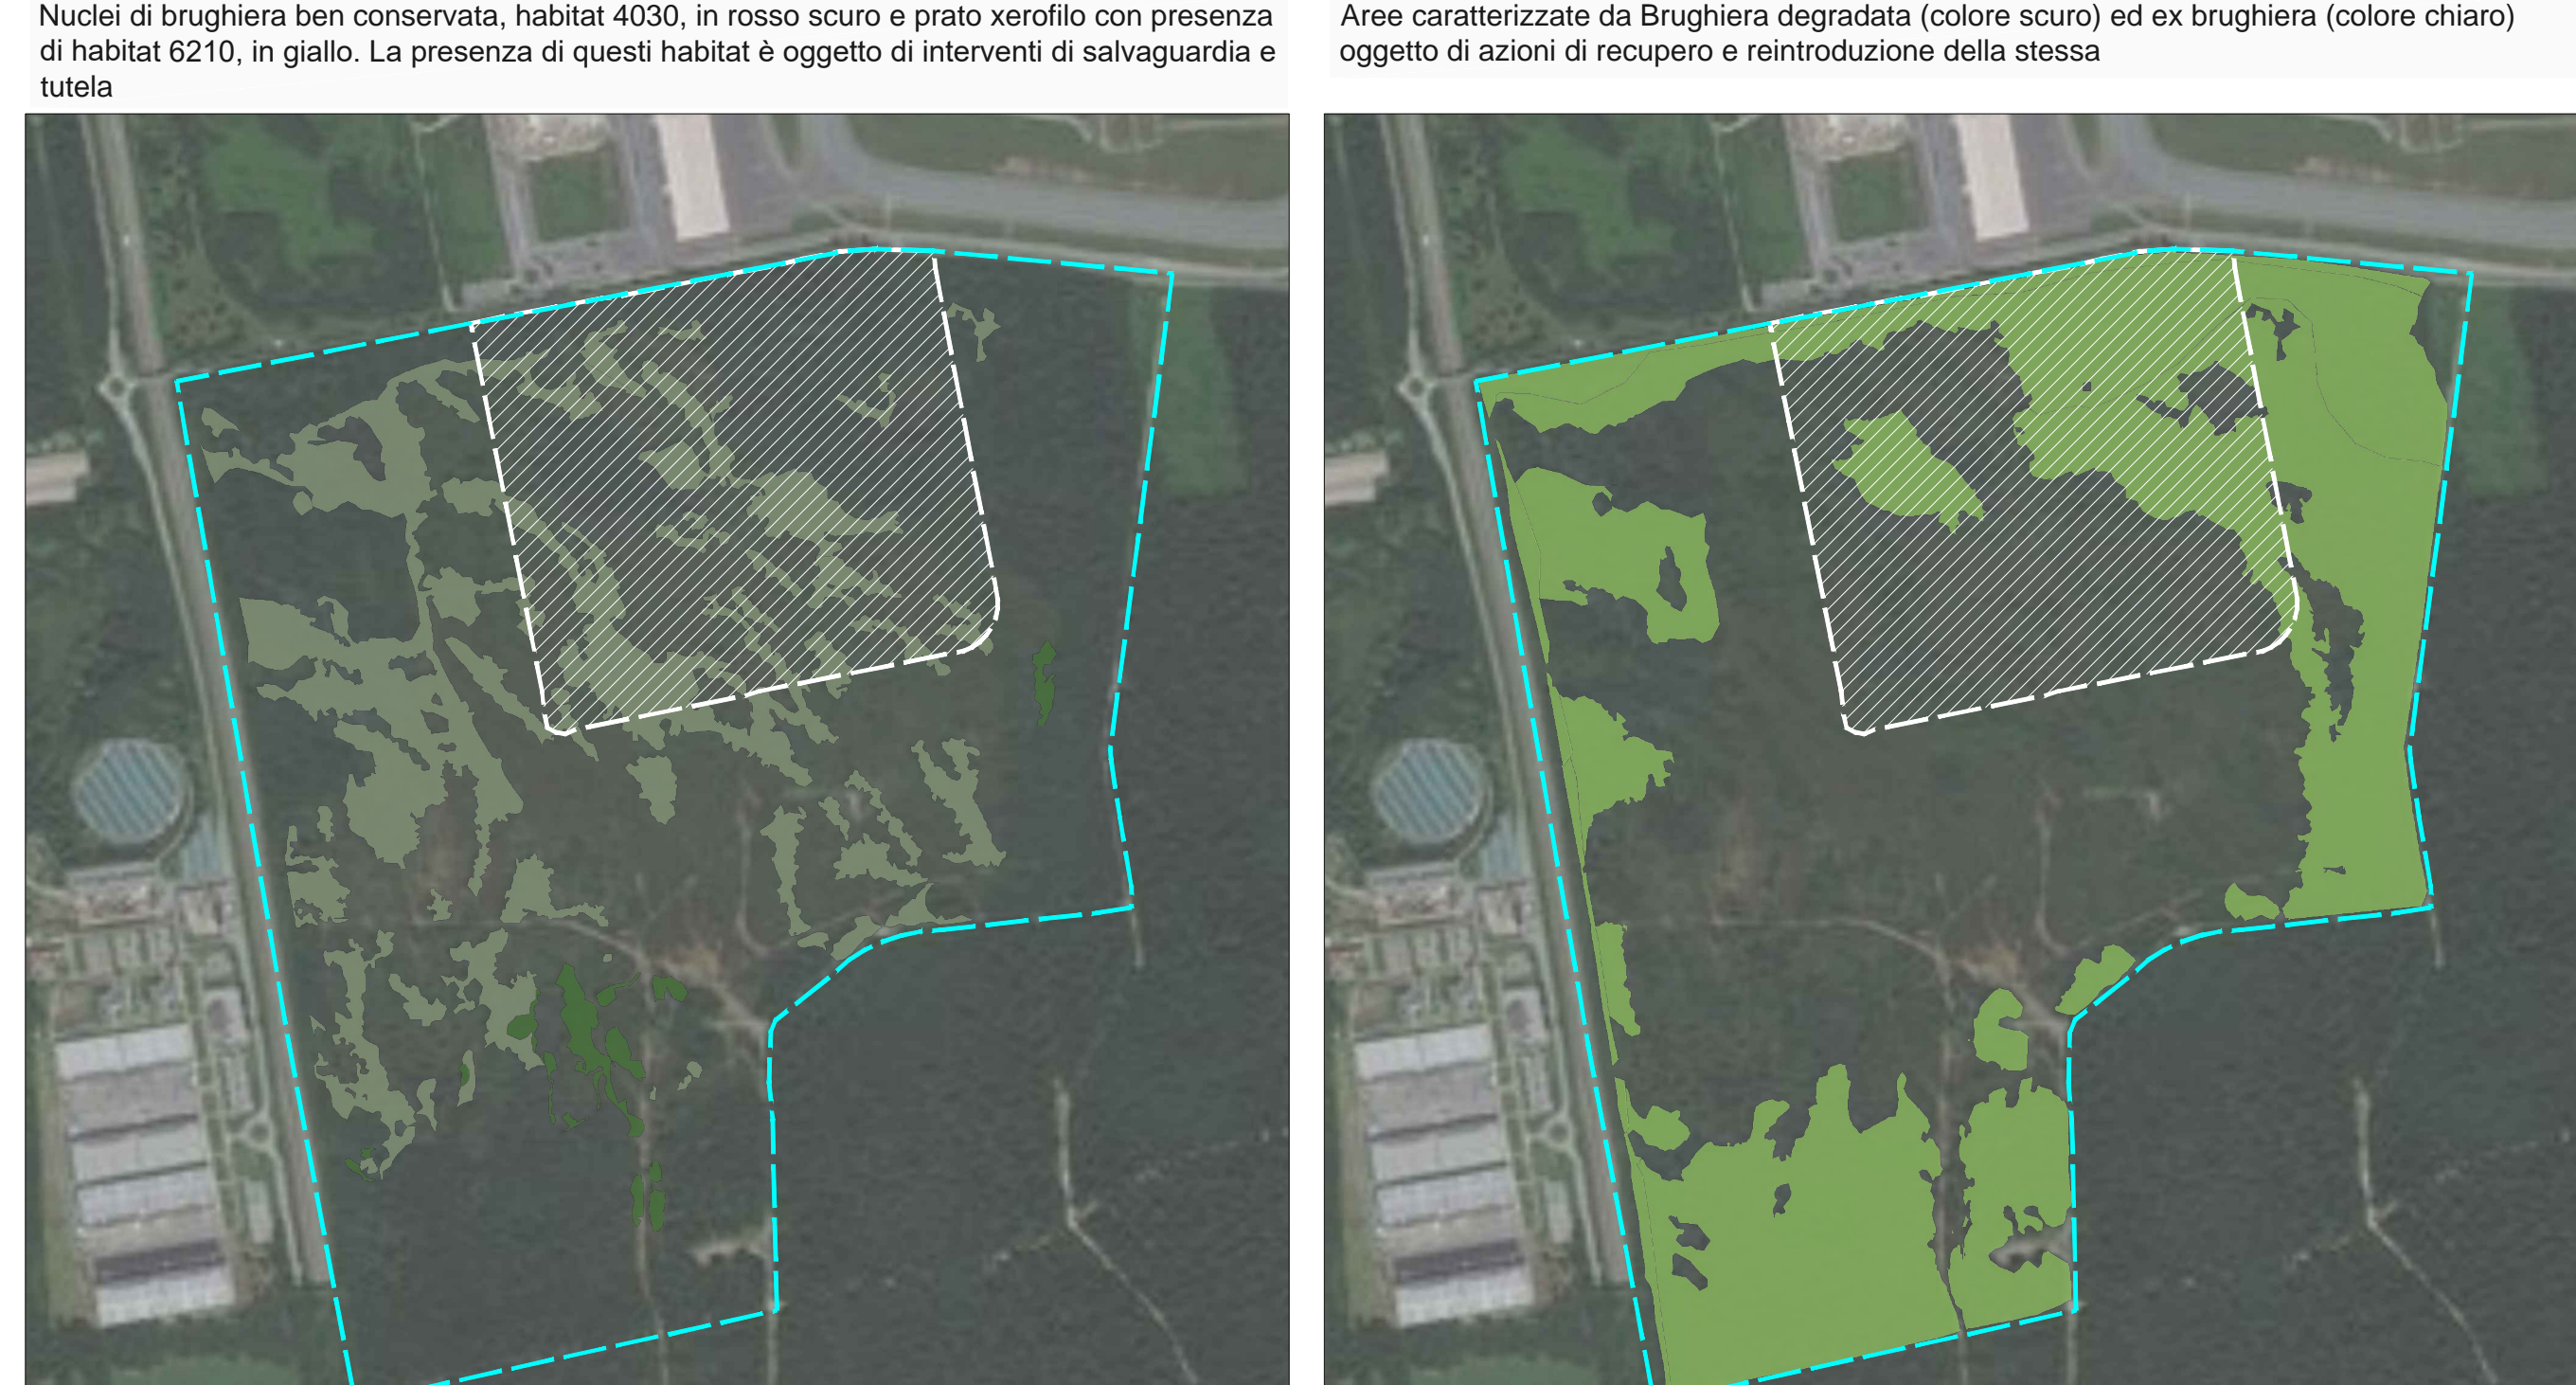 Nuclei di brughiera ben conservata, habitat 4030, in rosso scuro e prato xerofilo con presenza
di habitat 6210, in giallo. La presenza di questi habitat è oggetto di interventi di salvaguardia e
tutela
Aree caratterizzate da Brughiera degradata (colore scuro) ed ex brughiera (colore chiaro)
oggetto di azioni di recupero e reintroduzione della stessa